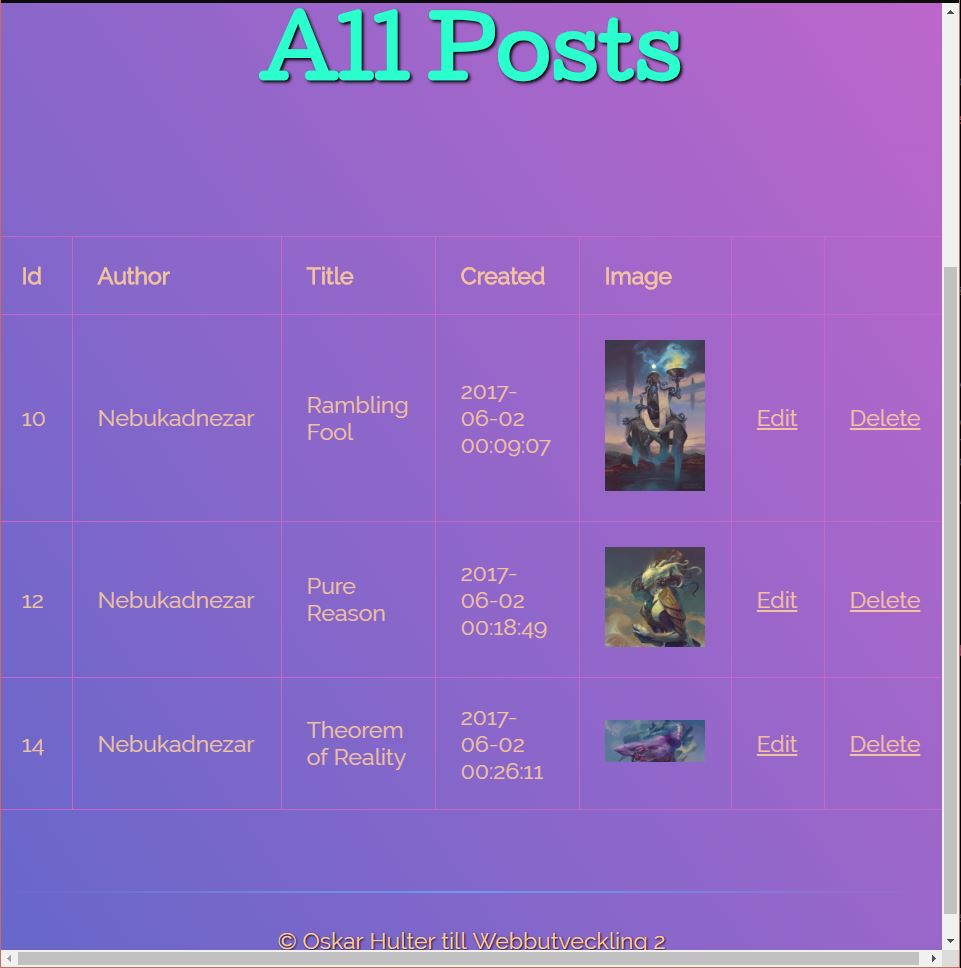 All Posts
Id Author Title Created Image
10 Nebukadnezar Rambling Fool 2017-06-02 00:09:07 Edit Delete
12 Nebukadnezar Pure Reason 2017-06-02 00:18:49 Edit Delete
14 Nebukadnezar Theorem of Reality 2017-06-02 00:26:11 Edit Delete
© Oskar Hulter till Webbutveckling 2